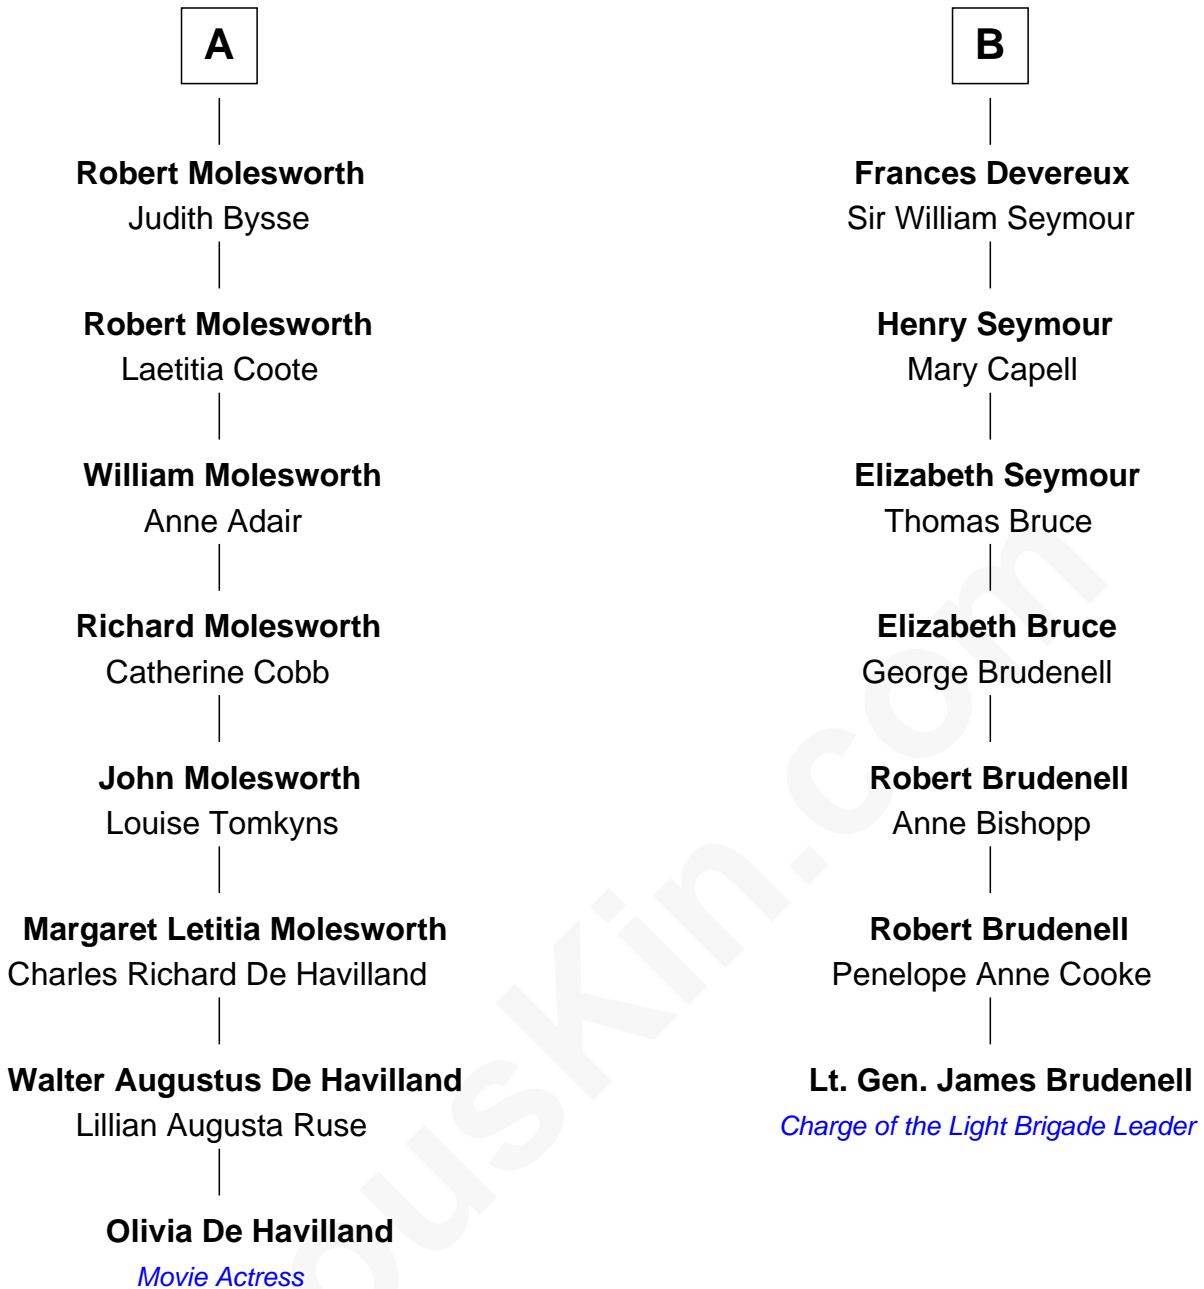 A
Robert Molesworth
Judith Bysse
Robert Molesworth
Laetitia Coote
William Molesworth
Anne Adair
Richard Molesworth
Catherine Cobb
John Molesworth
Louise Tomkyns
Margaret Letitia Molesworth
Charles Richard De Havilland
Walter Augustus De Havilland
Lillian Augusta Ruse
Olivia De Havilland
Movie Actress
B
Frances Devereux
Sir William Seymour
Henry Seymour
Mary Capell
Elizabeth Seymour
Thomas Bruce
Elizabeth Bruce
George Brudenell
Robert Brudenell
Anne Bishopp
Robert Brudenell
Penelope Anne Cooke
Lt. Gen. James Brudenell
Charge of the Light Brigade Leader
ousKin.com